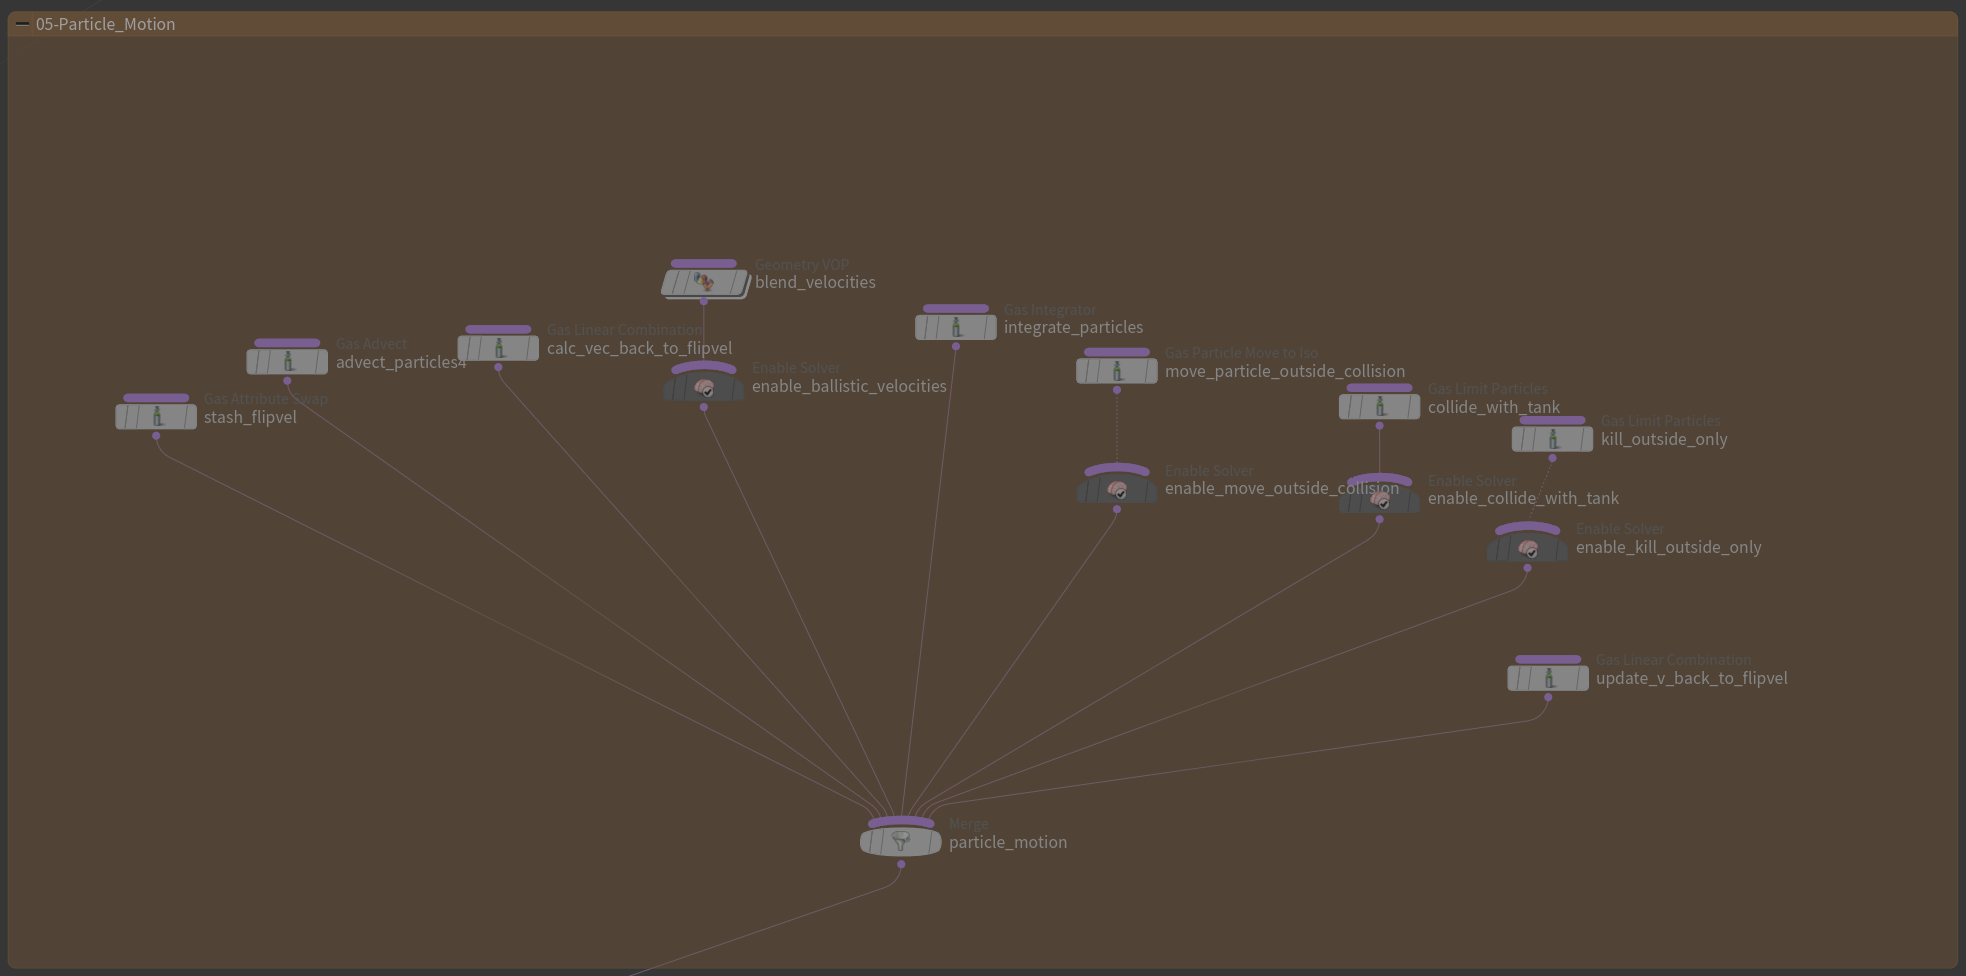 05-Particle_Motion
Geometry VOP
blend_velocities
Gas Integrator
integrate_particles
Gas Linear Combination
calc_vec_back_to_flipvel
Gas Advect
advect_particles4
Gas Particle Move to Iso
move_particle_outside_collision
Enable Solver
enable_ballistic_velocities
Gas Limit Particles
collide_with_tank
Gas Attribute Swap
stash_flipvel
Gas Limit Particles
kill_outside_only
Enable Solver
enable_move_outside_collision
Enable Solver
enable_collide_with_tank
Enable Solver
enable_kill_outside_only
Gas Linear Combination
update_v_back_to_flipvel
Merge
particle_motion